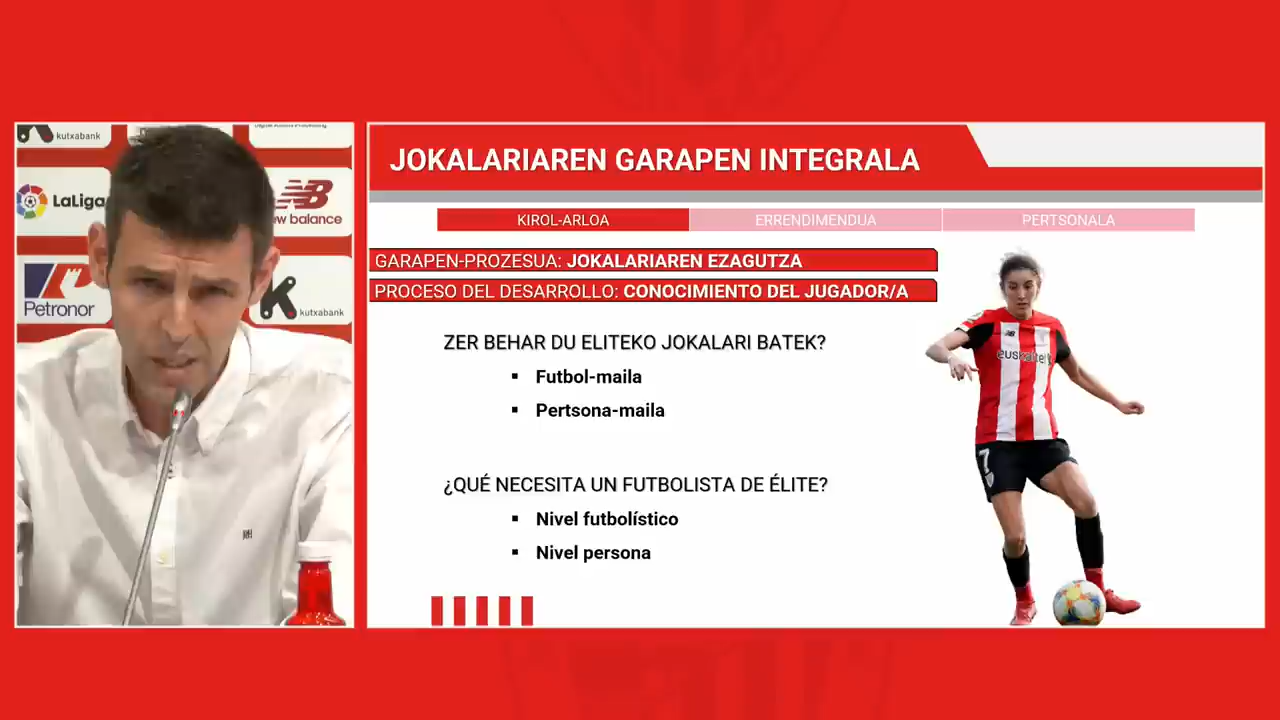 kutxabank
LaLiga
new balance
Petronor
kutxabank
JOKALARIAREN GARAPEN INTEGRALA
KIROL-ARLOA
ERRENDIMENDUA
PERTSONALA
GARAPEN-PROZESUA: JOKALARIAREN EZAGUTZA
PROCESO DEL DESARROLLO: CONOCIMIENTO DEL JUGADOR/A
ZER BEHAR DU ELITEKO JOKALARI BATEK?
▪ Futbol-maila
▪ Pertsona-maila
¿QUÉ NECESITA UN FUTBOLISTA DE ÉLITE?
▪ Nivel futbolístico
▪ Nivel persona
euskaltel
7